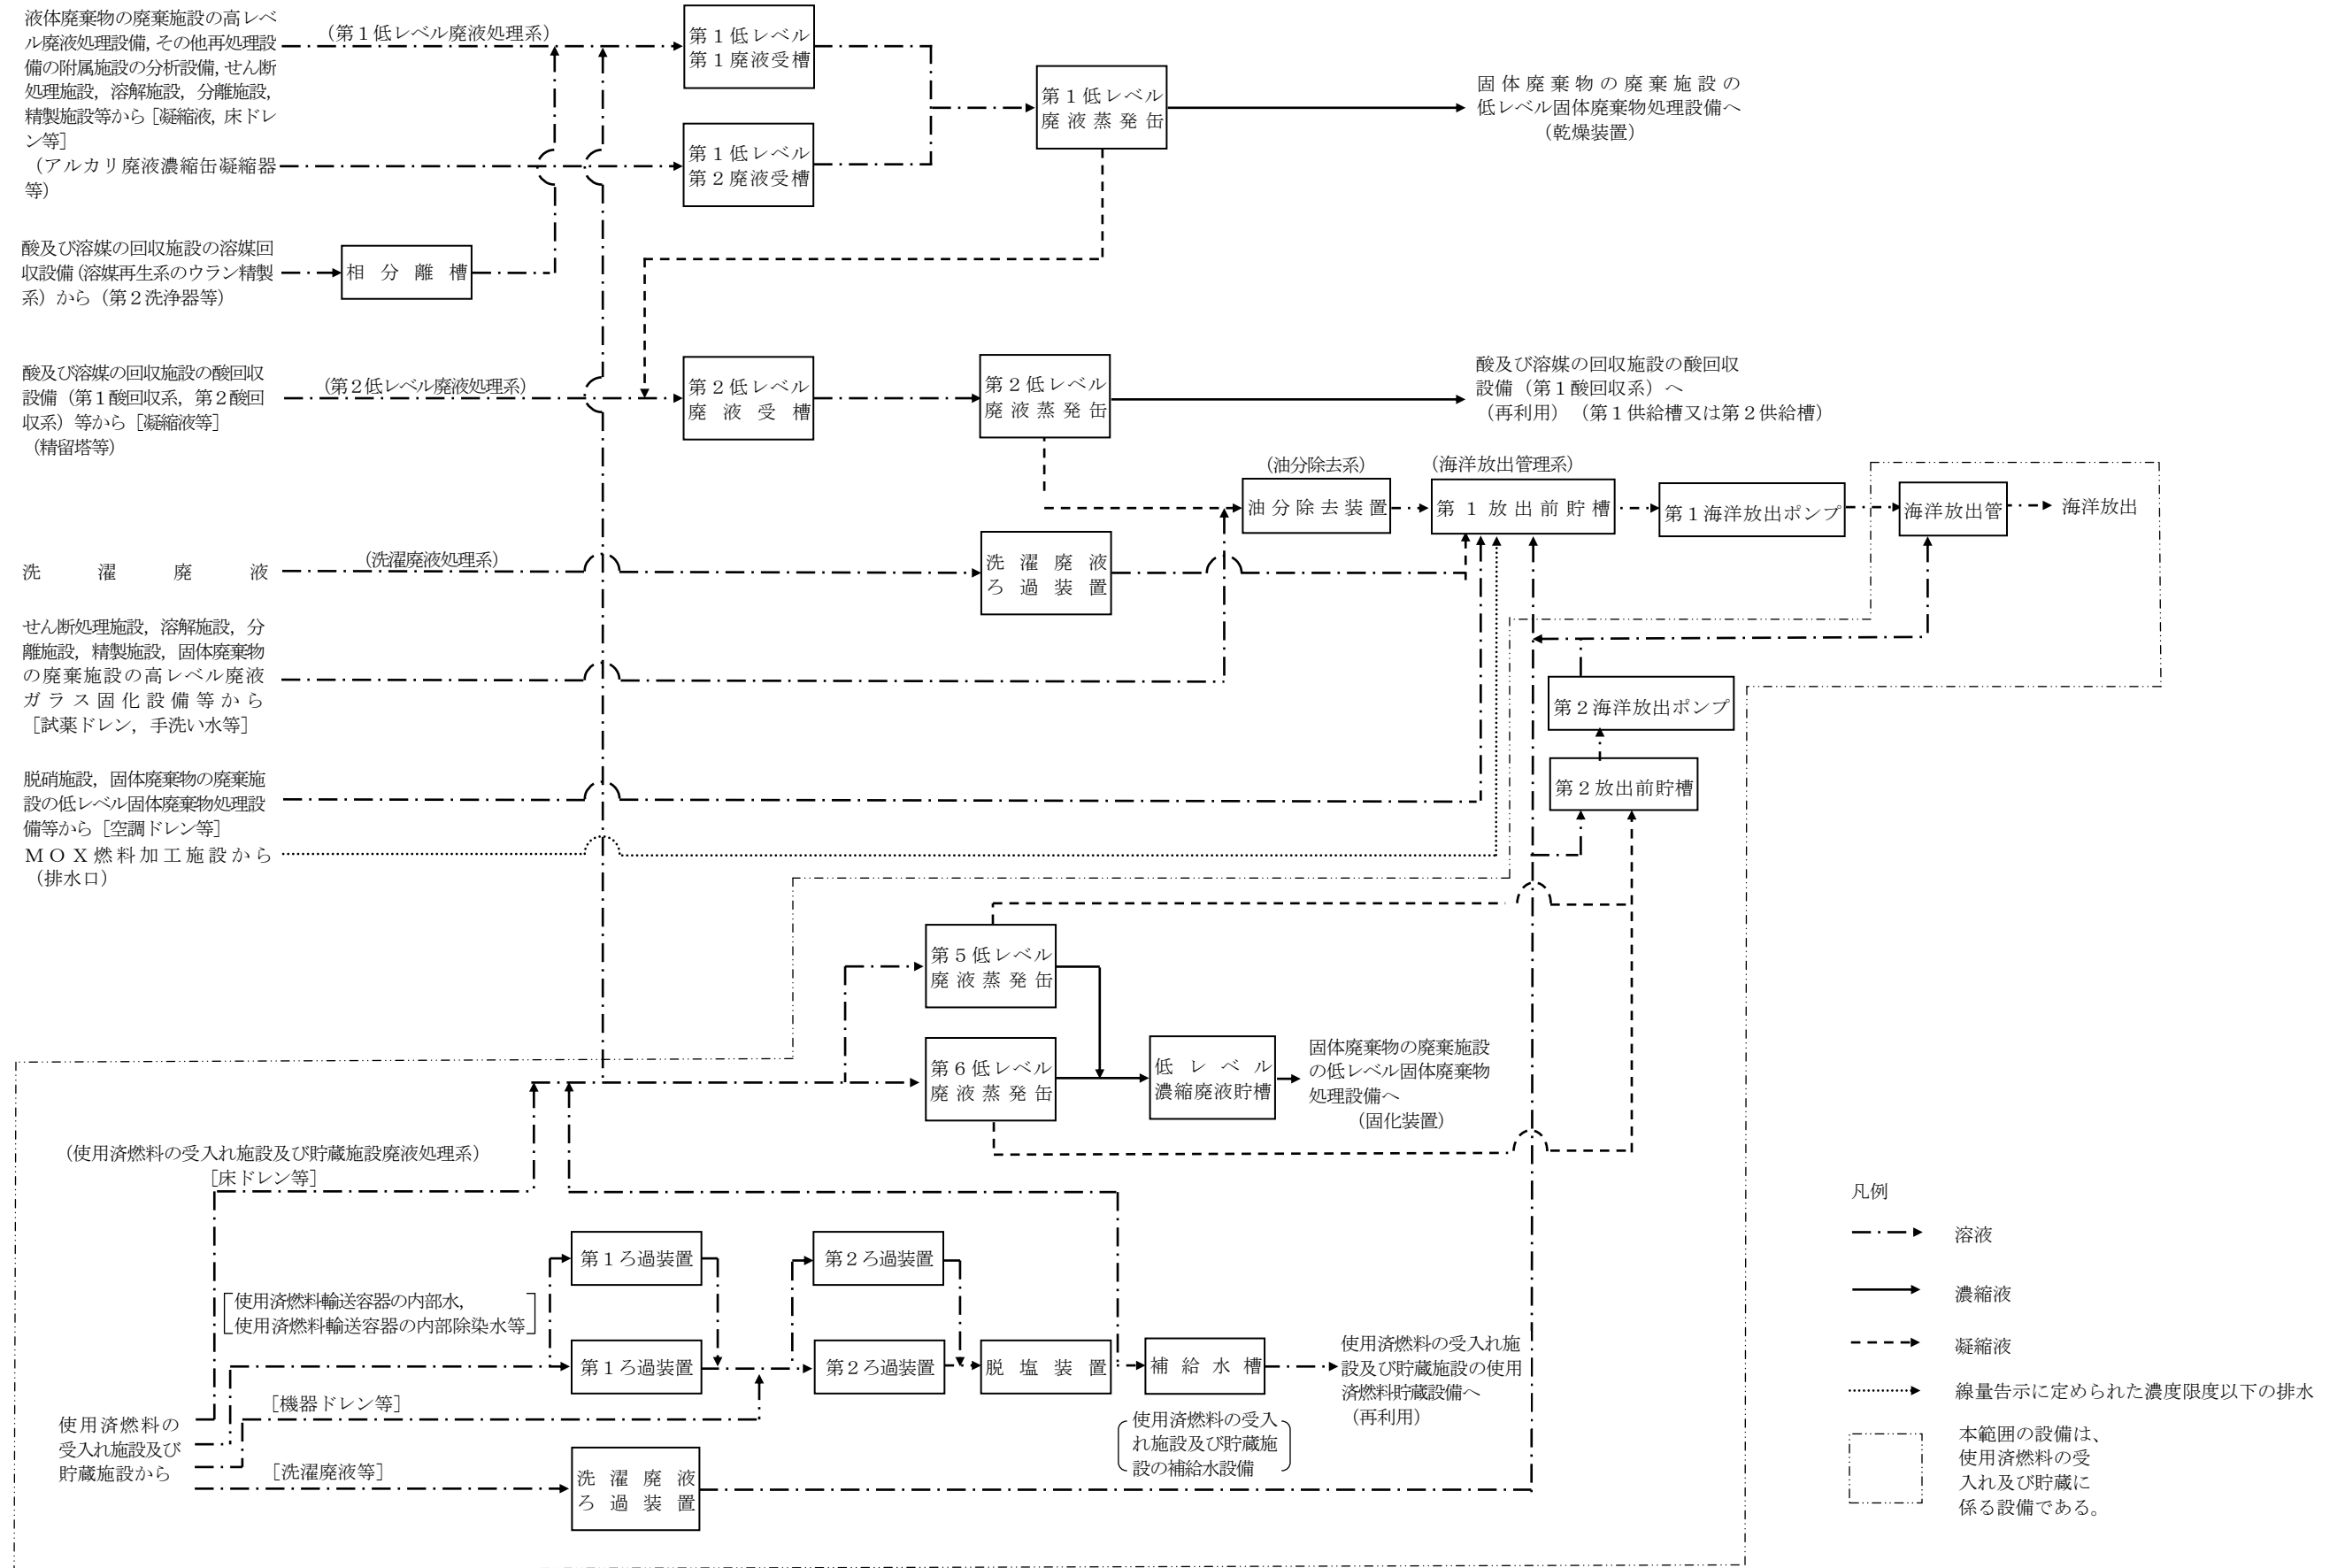 液体廃棄物の廃棄施設の高レベ
ル廃液処理設備，その他再処理設
備の附属施設の分析設備，せん断
処理施設，溶解施設，分離施設，
精製施設等から［凝縮液，床ドレ
ン等］
（アルカリ廃液濃縮缶凝縮器
等）
（第１低レベル廃液処理系）
第１低レベル
第１廃液受槽
第１低レベル
第２廃液受槽
第１低レベル
廃液蒸発缶
固体廃棄物の廃棄施設の
低レベル固体廃棄物処理設備へ
（乾燥装置）
酸及び溶媒の回収施設の溶媒回
収設備（溶媒再生系のウラン精製
系）から（第２洗浄器等）
相分離槽
酸及び溶媒の回収施設の酸回収
設備（第１酸回収系，第２酸回
収系）等から［凝縮液等］
（精留塔等）
（第２低レベル廃液処理系）
第２低レベル
廃液受槽
第２低レベル
廃液蒸発缶
酸及び溶媒の回収施設の酸回収
設備（第１酸回収系）へ
（再利用）（第１供給槽又は第２供給槽）
（油分除去系）
油分除去装置
（海洋放出管理系）
第１放出前貯槽
第１海洋放出ポンプ
海洋放出管
海洋放出
洗濯廃液
（洗濯廃液処理系）
洗濯廃液
ろ過装置
せん断処理施設，溶解施設，分
離施設，精製施設，固体廃棄物
の廃棄施設の高レベル廃液
ガラス固化設備等から
［試薬ドレン，手洗い水等］
第２海洋放出ポンプ
第２放出前貯槽
脱硝施設，固体廃棄物の廃棄施
設の低レベル固体廃棄物処理設
備等から［空調ドレン等］
ＭＯＸ燃料加工施設から
（排水口）
第５低レベル
廃液蒸発缶
第６低レベル
廃液蒸発缶
低レベル
濃縮廃液貯槽
固体廃棄物の廃棄施設
の低レベル固体廃棄物
処理設備へ
（固化装置）
（使用済燃料の受入れ施設及び貯蔵施設廃液処理系）
［床ドレン等］
第１ろ過装置
第２ろ過装置
使用済燃料輸送容器の内部水，
使用済燃料輸送容器の内部除染水等
第１ろ過装置
第２ろ過装置
脱塩装置
補給水槽
使用済燃料の受入れ施
設及び貯蔵施設の使用
済燃料貯蔵設備へ
（再利用）
［機器ドレン等］
使用済燃料の
受入れ施設及び
貯蔵施設から
使用済燃料の受入
れ施設及び貯蔵施
設の補給水設備
［洗濯廃液等］
洗濯廃液
ろ過装置
凡例
溶液
濃縮液
凝縮液
線量告示に定められた濃度限度以下の排水
本範囲の設備は、
使用済燃料の受
入れ及び貯蔵に
係る設備である。